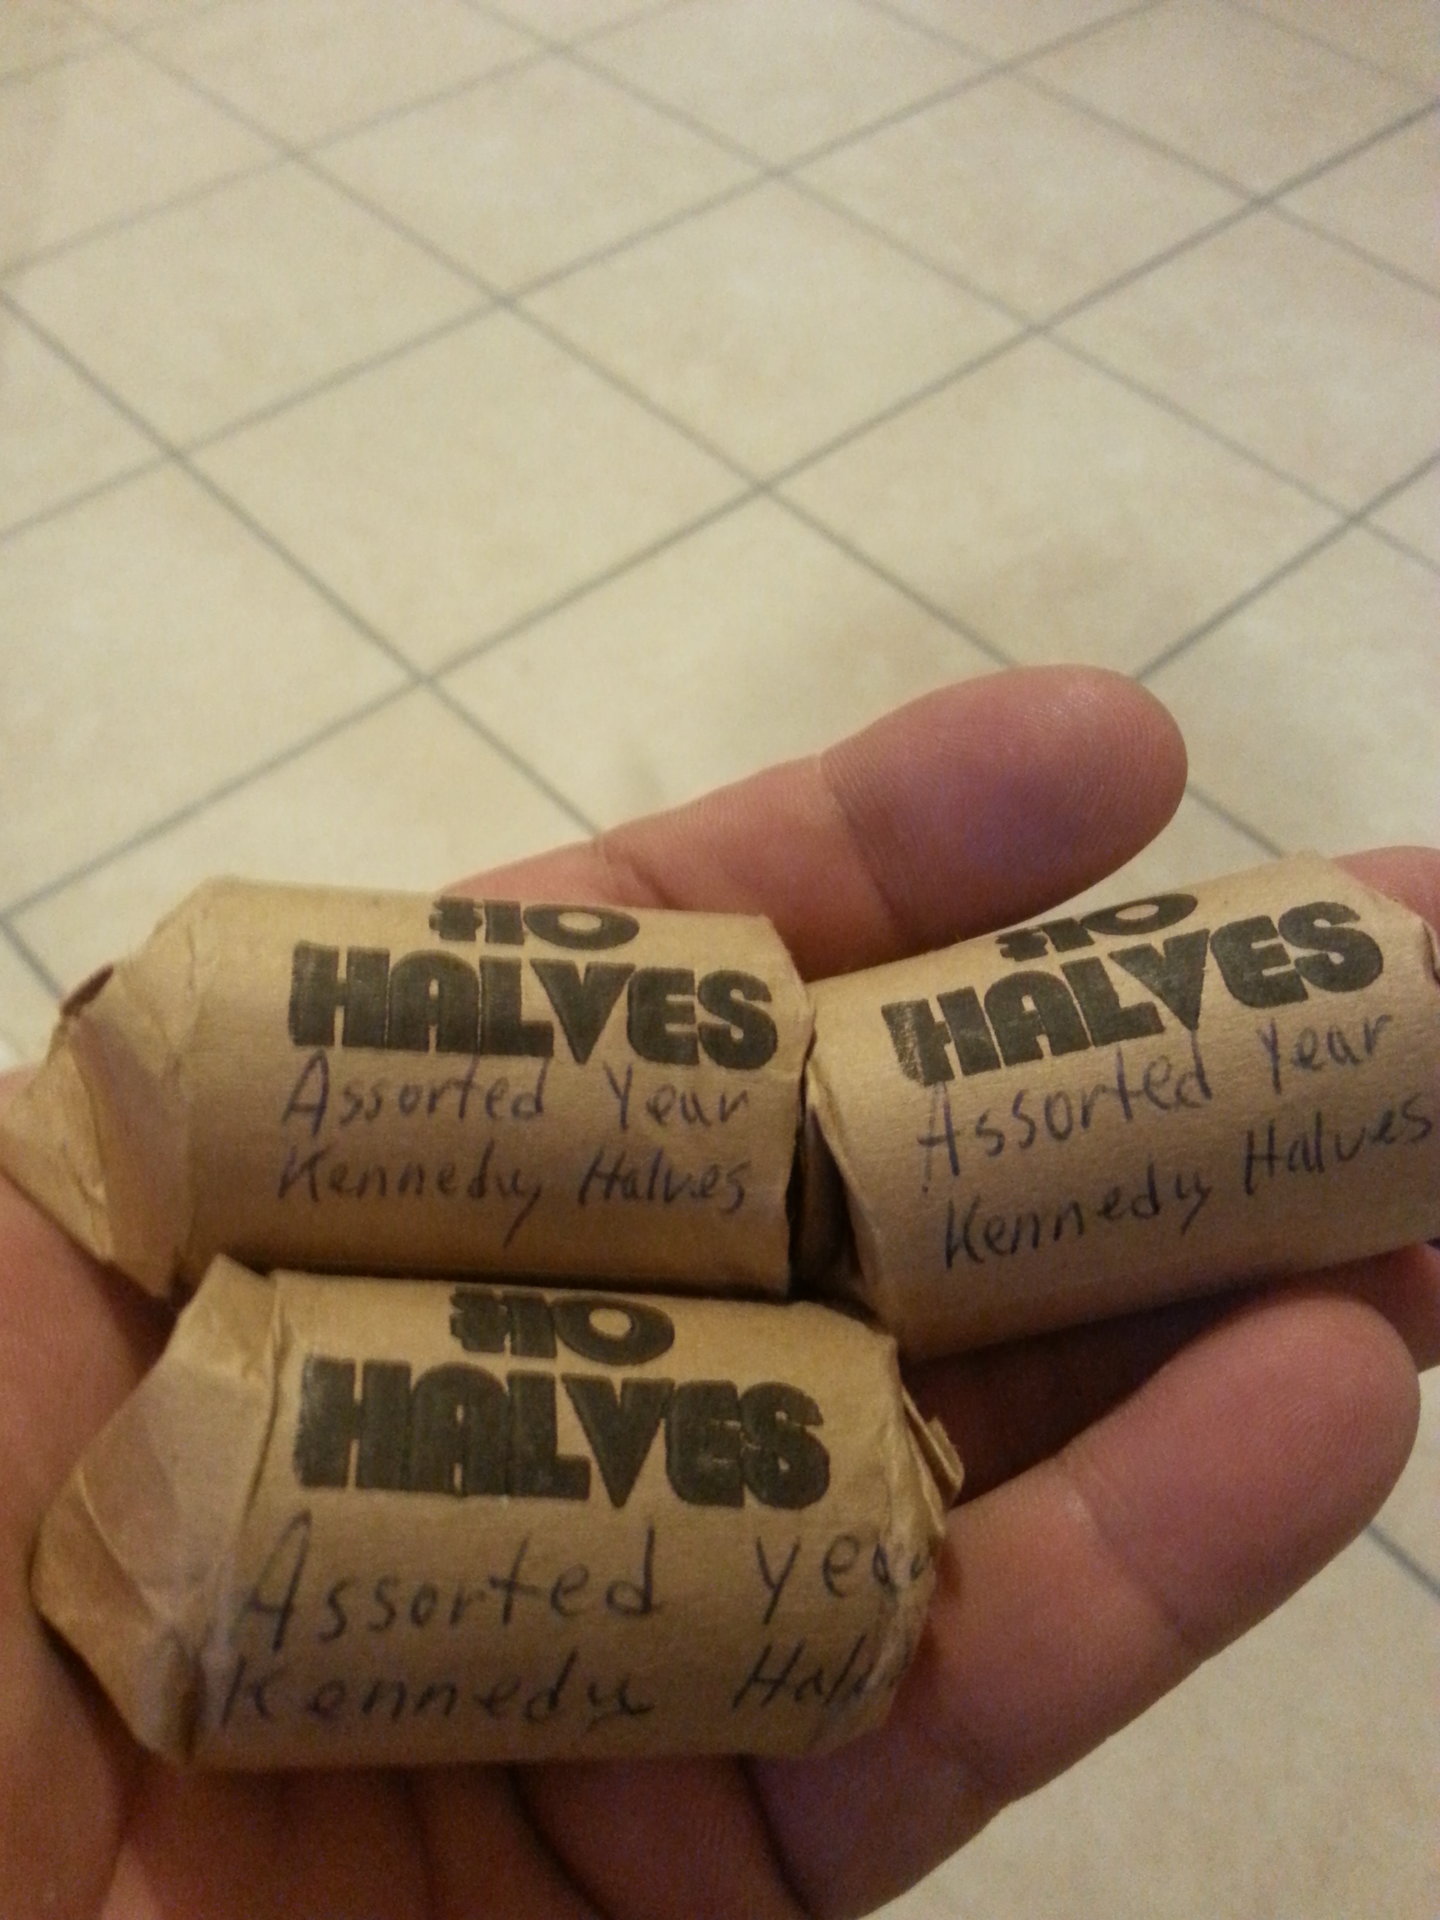 $10
HALVES
Assorted Year
Kennedy Halves
$10
HALVES
Assorted Year
Kennedy Halves
$10
HALVES
Assorted
Kennedy